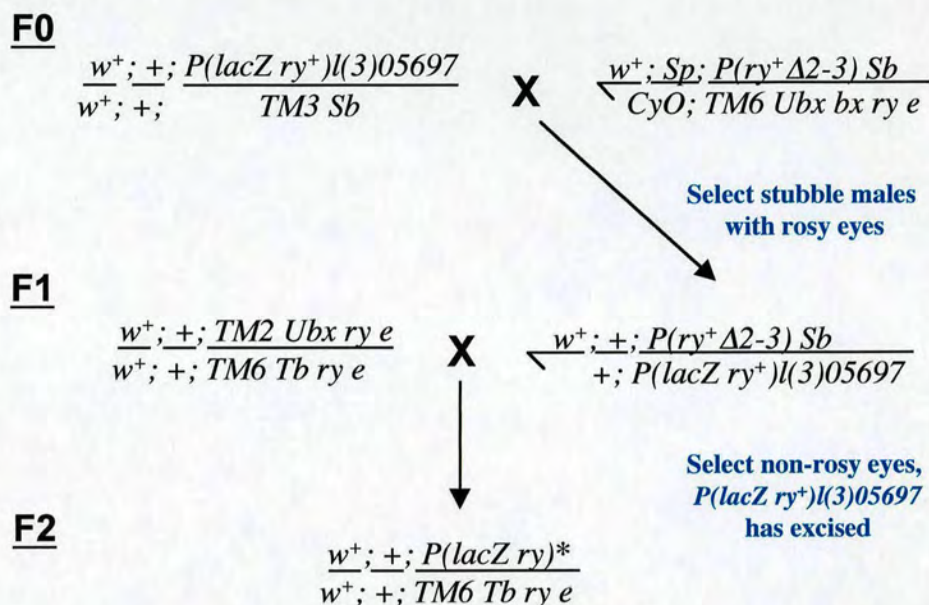 F0
w⁺; +; P(lacZ ry⁺)l(3)05697
w⁺; +; TM3 Sb
X
w⁺; Sp; P(ry⁺ Δ2-3) Sb
CyO; TM6 Ubx bx ry e
Select stubble males
with rosy eyes
F1
w⁺; +; TM2 Ubx ry e
w⁺; +; TM6 Tb ry e
X
w⁺; +; P(ry⁺ Δ2-3) Sb
+; P(lacZ ry⁺)l(3)05697
Select non-rosy eyes,
P(lacZ ry⁺)l(3)05697
has excised
F2
w⁺; +; P(lacZ ry)*
w⁺; +; TM6 Tb ry e